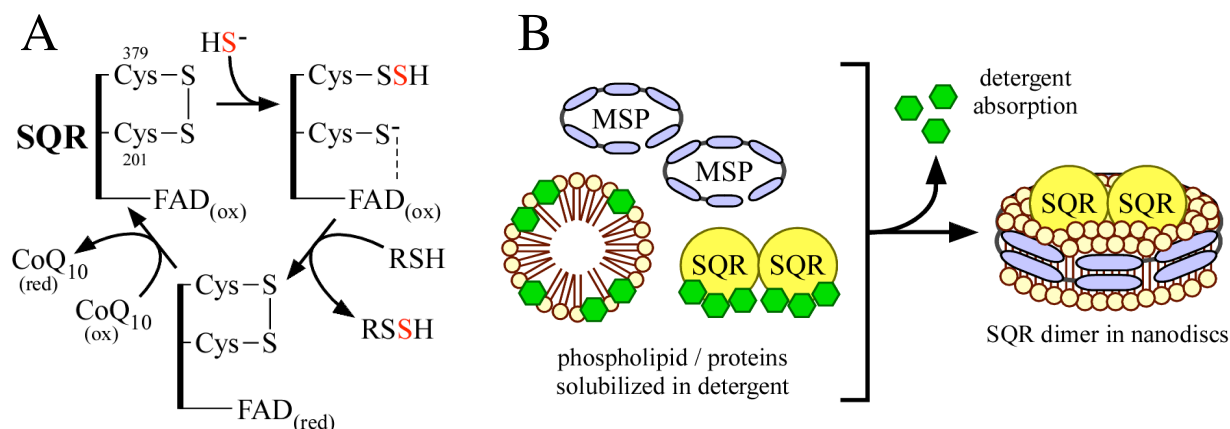 A
SQR
379
Cys–S
Cys–S
201
FAD(ox)
HS-
Cys–SSH
Cys–S-
FAD(ox)
RSH
RSSH
CoQ10
(red)
CoQ10
(ox)
Cys–S
Cys–S
FAD(red)
B
MSP
MSP
SQR SQR
phospholipid / proteins
solubilized in detergent
detergent
absorption
SQR SQR
SQR dimer in nanodiscs